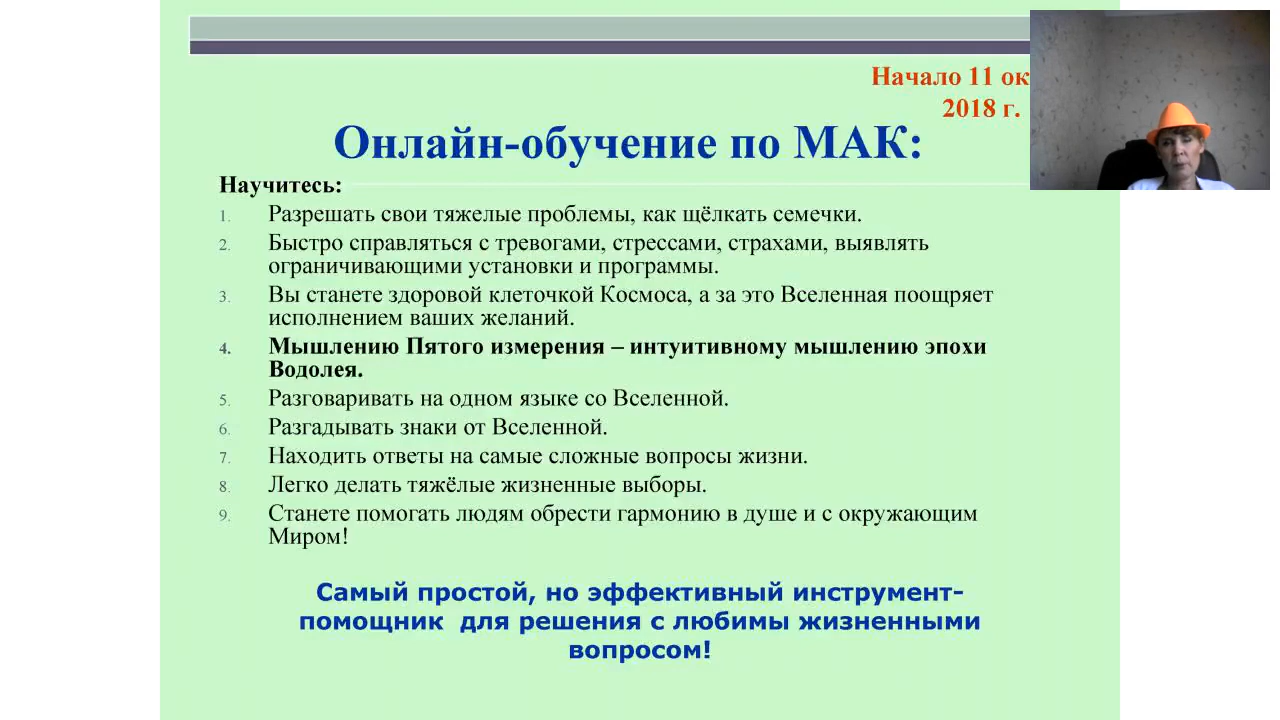 Начало 11 ок
2018 г.
Онлайн-обучение по МАК:
Научитесь:
1. Разрешать свои тяжелые проблемы, как щёлкать семечки.
2. Быстро справляться с тревогами, стрессами, страхами, выявлять
ограничивающими установки и программы.
3. Вы станете здоровой клеточкой Космоса, а за это Вселенная поощряет
исполнением ваших желаний.
4. Мышлению Пятого измерения – интуитивному мышлению эпохи
Водолея.
5. Разговаривать на одном языке со Вселенной.
6. Разгадывать знаки от Вселенной.
7. Находить ответы на самые сложные вопросы жизни.
8. Легко делать тяжёлые жизненные выборы.
9. Станете помогать людям обрести гармонию в душе и с окружающим
Миром!
Самый простой, но эффективный инструмент-
помощник для решения с любимы жизненными
вопросом!